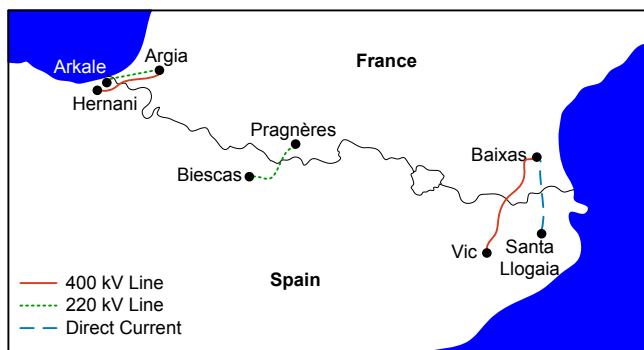 Argia
Arkale
France
Hernani
Pragnères
Baixas
Biescas
Santa
Llogaia
Vic
Spain
400 kV Line
220 kV Line
Direct Current